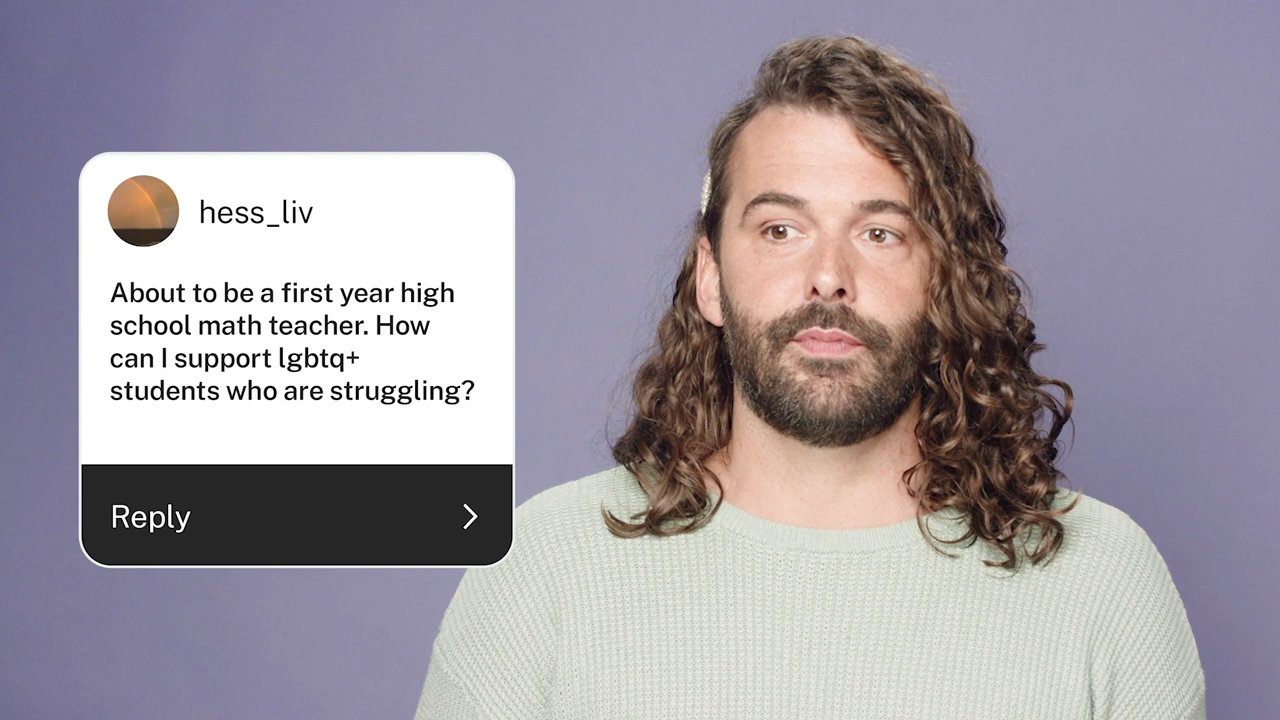 hess_liv
About to be a first year high
school math teacher. How
can I support lgbtq+
students who are struggling?
Reply